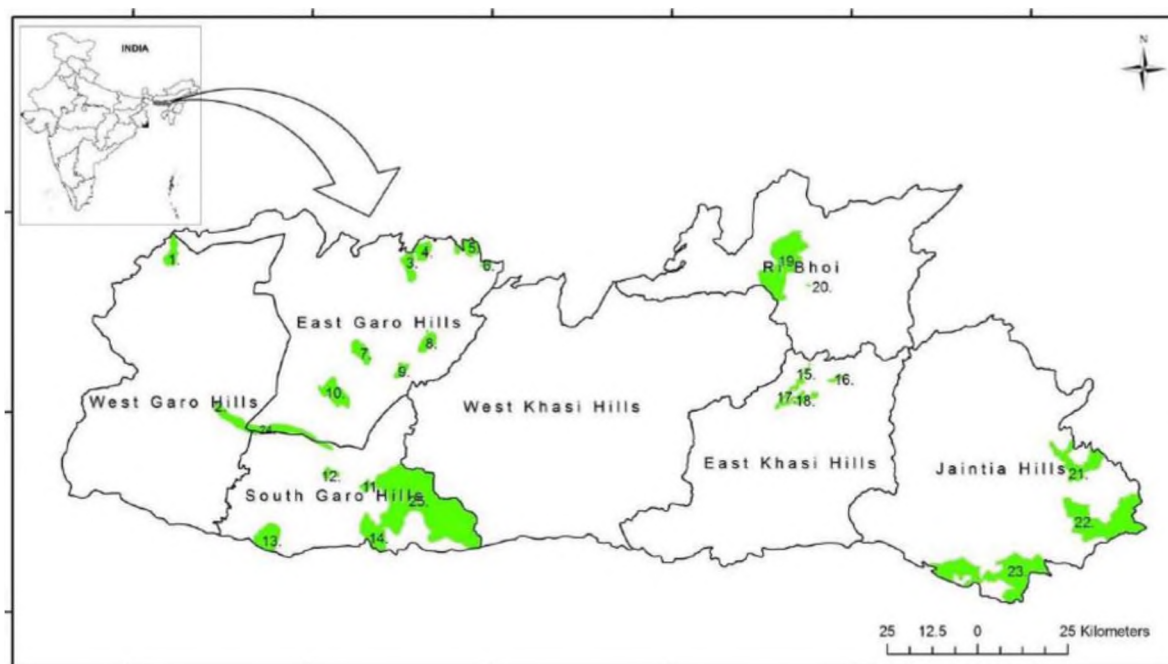 INDIA
N
1.
3.
4.
5.
6.
19.
Ri Bhoi
20.
East Garo Hills
7.
8.
9.
10.
15.
16.
17.
18.
West Garo Hills
2.
24.
West Khasi Hills
East Khasi Hills
Jaintia Hills
21.
12.
11.
South Garo Hills
25.
22.
13.
14.
23.
25 12.5 0 25 Kilometers